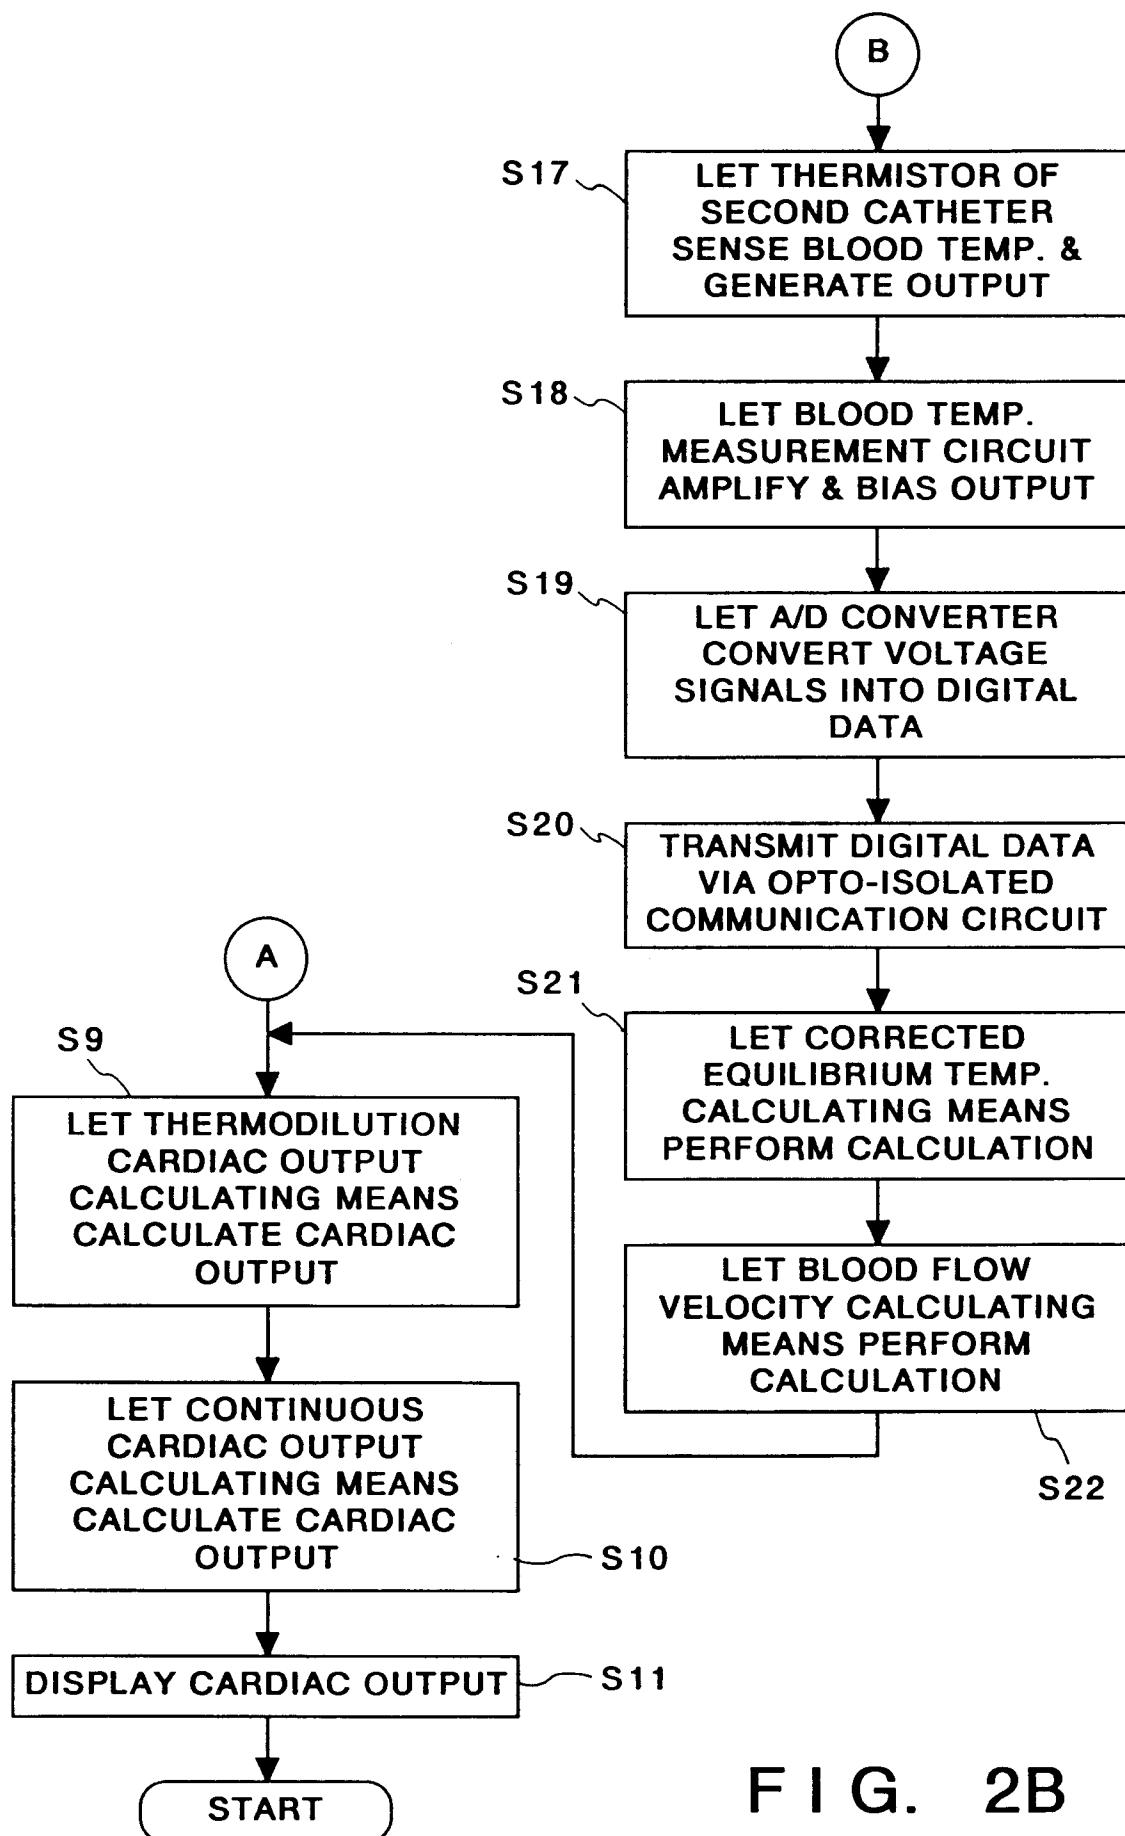 B
S17
LET THERMISTOR OF
SECOND CATHETER
SENSE BLOOD TEMP. &
GENERATE OUTPUT
S18
LET BLOOD TEMP.
MEASUREMENT CIRCUIT
AMPLIFY & BIAS OUTPUT
S19
LET A/D CONVERTER
CONVERT VOLTAGE
SIGNALS INTO DIGITAL
DATA
S20
TRANSMIT DIGITAL DATA
VIA OPTO-ISOLATED
COMMUNICATION CIRCUIT
S21
LET CORRECTED
EQUILIBRIUM TEMP.
CALCULATING MEANS
PERFORM CALCULATION
LET BLOOD FLOW
VELOCITY CALCULATING
MEANS PERFORM
CALCULATION
S22
A
S9
LET THERMODILUTION
CARDIAC OUTPUT
CALCULATING MEANS
CALCULATE CARDIAC
OUTPUT
LET CONTINUOUS
CARDIAC OUTPUT
CALCULATING MEANS
CALCULATE CARDIAC
OUTPUT
S10
DISPLAY CARDIAC OUTPUT
S11
START
FIG. 2B